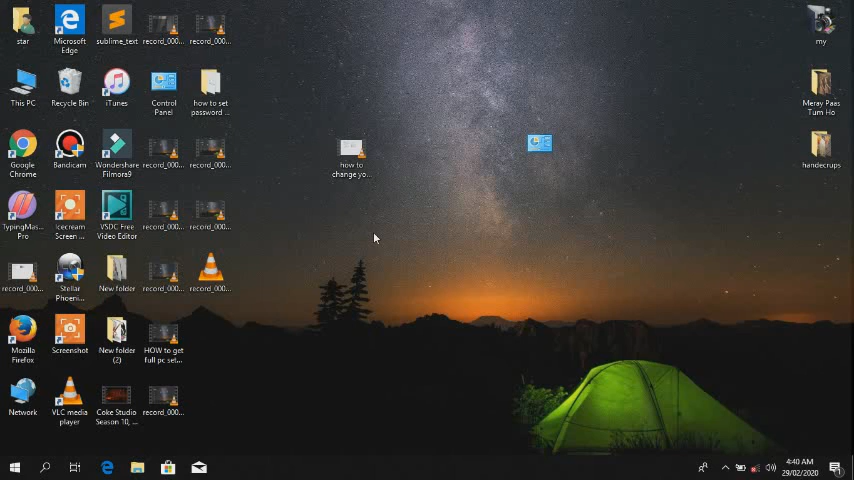 star
Microsoft
Edge
sublime_text
record_000...
record_000...
my
This PC
Recycle Bin
iTunes
Control
Panel
how to set
password ...
Meray Paas
Tum Ho
Google
Chrome
Bandicam
Wondershare
Filmora9
record_000...
record_000...
how to
change yo...
handecrups
TypingMas...
Pro
Icecream
Screen ...
VSDC Free
Video Editor
record_000...
record_000...
record_000...
Stellar
Phoeni...
New folder
record_000...
record_000...
Mozilla
Firefox
Screenshot
New folder
(2)
HOW to get
full pc set...
Network
VLC media
player
Coke Studio
Season 10, ...
record_000...
4:40 AM
29/02/2020
1